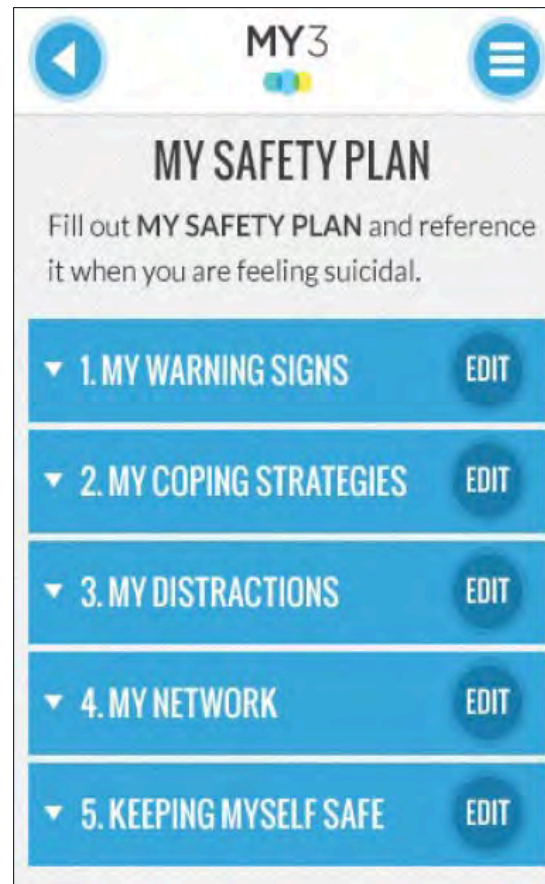 MY3
MY SAFETY PLAN
Fill out MY SAFETY PLAN and reference
it when you are feeling suicidal.
1. MY WARNING SIGNS EDIT
2. MY COPING STRATEGIES EDIT
3. MY DISTRACTIONS EDIT
4. MY NETWORK EDIT
5. KEEPING MYSELF SAFE EDIT